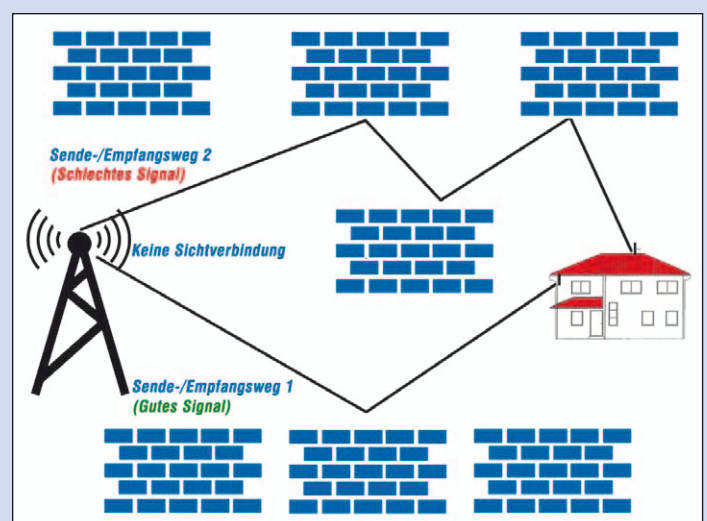 Sende-/Empfangsweg 2
(Schlechtes Signal)
Keine Sichtverbindung
Sende-/Empfangsweg 1
(Gutes Signal)